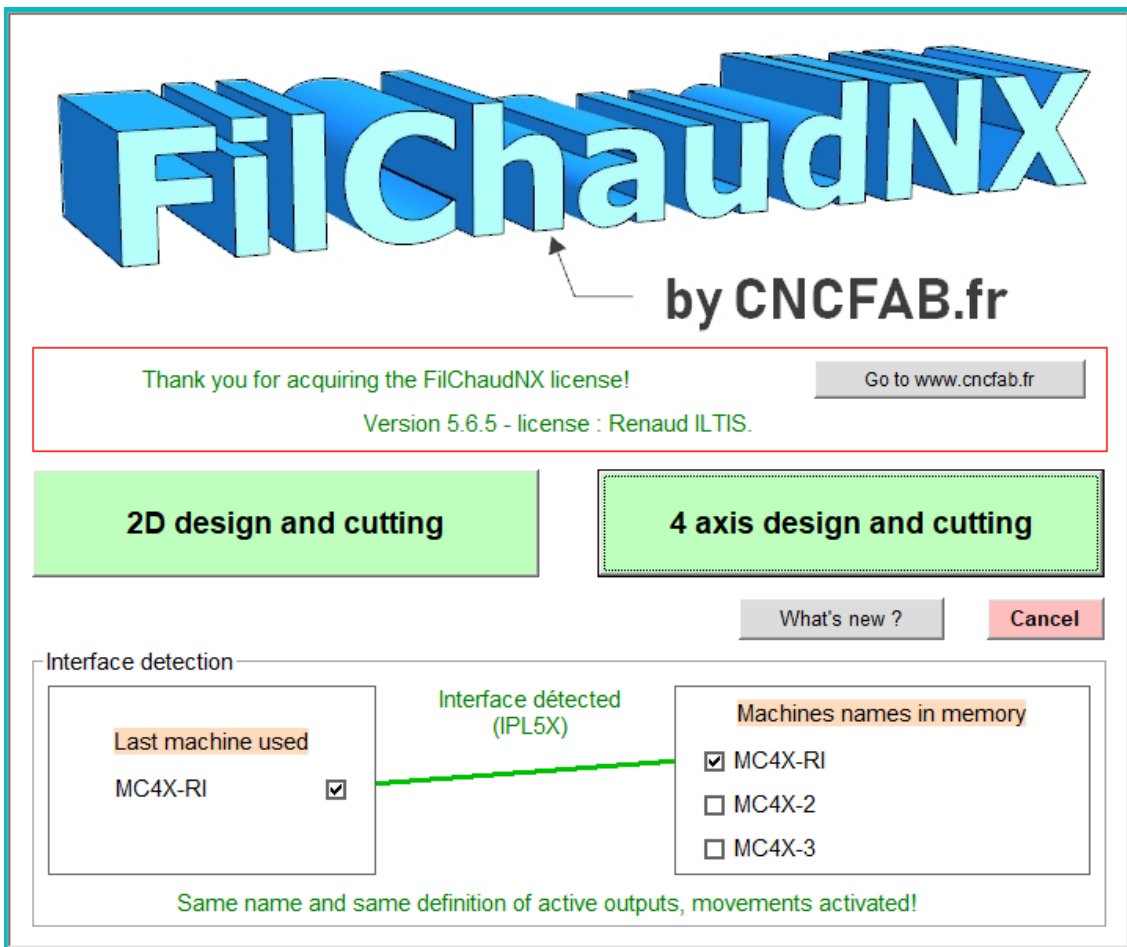 FilChaudNX
by CNCFAB.fr
Thank you for acquiring the FilChaudNX license!
Go to www.cncfab.fr
Version 5.6.5 - license : Renaud ILTIS.
2D design and cutting
4 axis design and cutting
What's new ?
Cancel
Interface detection
Last machine used
MC4X-RI
Interface détected
(IPL5X)
Machines names in memory
MC4X-RI
MC4X-2
MC4X-3
Same name and same definition of active outputs, movements activated!